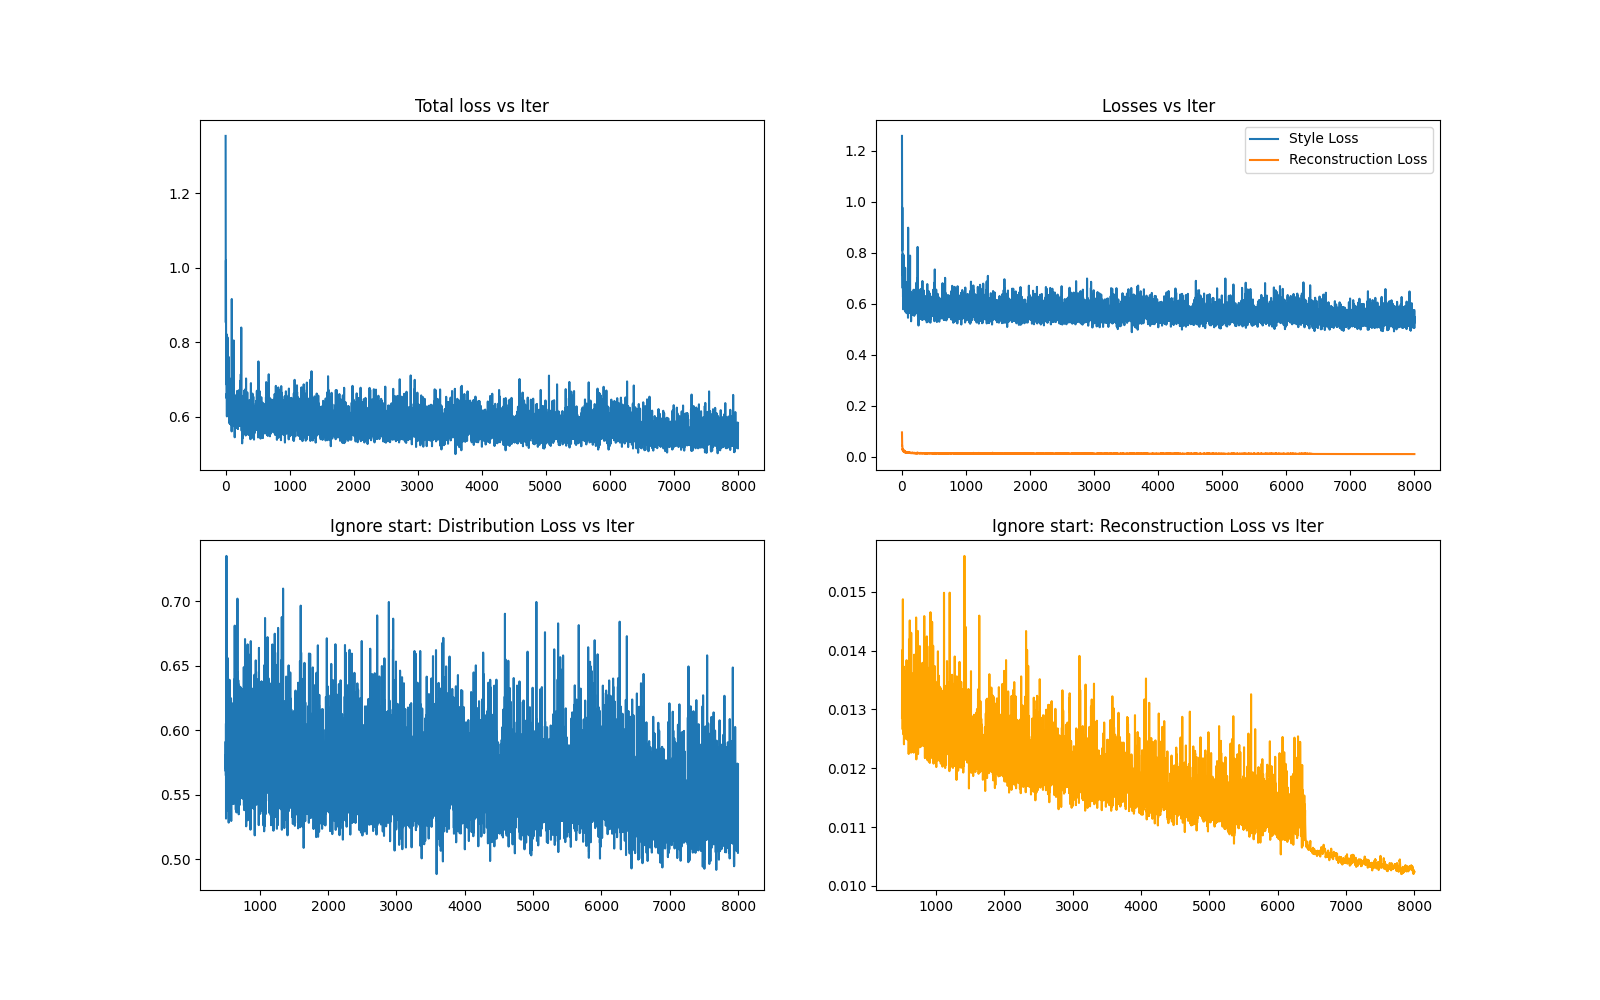 Total loss vs Iter
1.2
1.0
0.8
0.6
0 1000 2000 3000 4000 5000 6000 7000 8000
Losses vs Iter
Style Loss
Reconstruction Loss
1.2
1.0
0.8
0.6
0.4
0.2
0.0
0 1000 2000 3000 4000 5000 6000 7000 8000
Ignore start: Distribution Loss vs Iter
0.70
0.65
0.60
0.55
0.50
1000 2000 3000 4000 5000 6000 7000 8000
Ignore start: Reconstruction Loss vs Iter
0.015
0.014
0.013
0.012
0.011
0.010
1000 2000 3000 4000 5000 6000 7000 8000